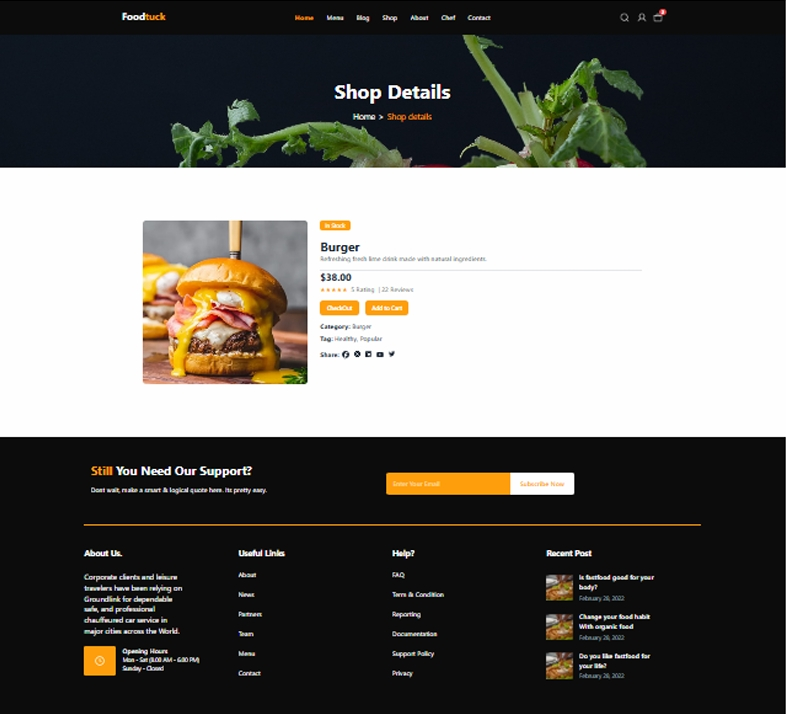 Foodtuck
Home Menu Blog Shop About Chef Contact
Shop Details
Home > Shop details
In Stock
Burger
Refreshing fresh lime drink made with natural ingredients.
$38.00
★★★★★ 5 Rating | 22 Reviews
CheckOut Add to Cart
Category: Burger
Tag: Healthy, Popular
Share:
Still You Need Our Support?
Dont wait, make a smart & logical quote here. Its pretty easy.
Enter Your Email Subscribe Now
About Us.
Corporate clients and leisure
travelers have been relying on
Groundlink for dependable
safe, and professional
chauffeured car service in
major cities across the World.
Opening Hours
Mon - Sat (8.00 AM - 6.00 PM)
Sunday - Closed
Useful Links
About
News
Partners
Team
Menu
Contact
Help?
FAQ
Term & Condition
Reporting
Documentation
Support Policy
Privacy
Recent Post
Is fastfood good for your
body?
February 28, 2022
Change your food habit
With organic food
February 28, 2022
Do you like fastfood for
your life?
February 28, 2022